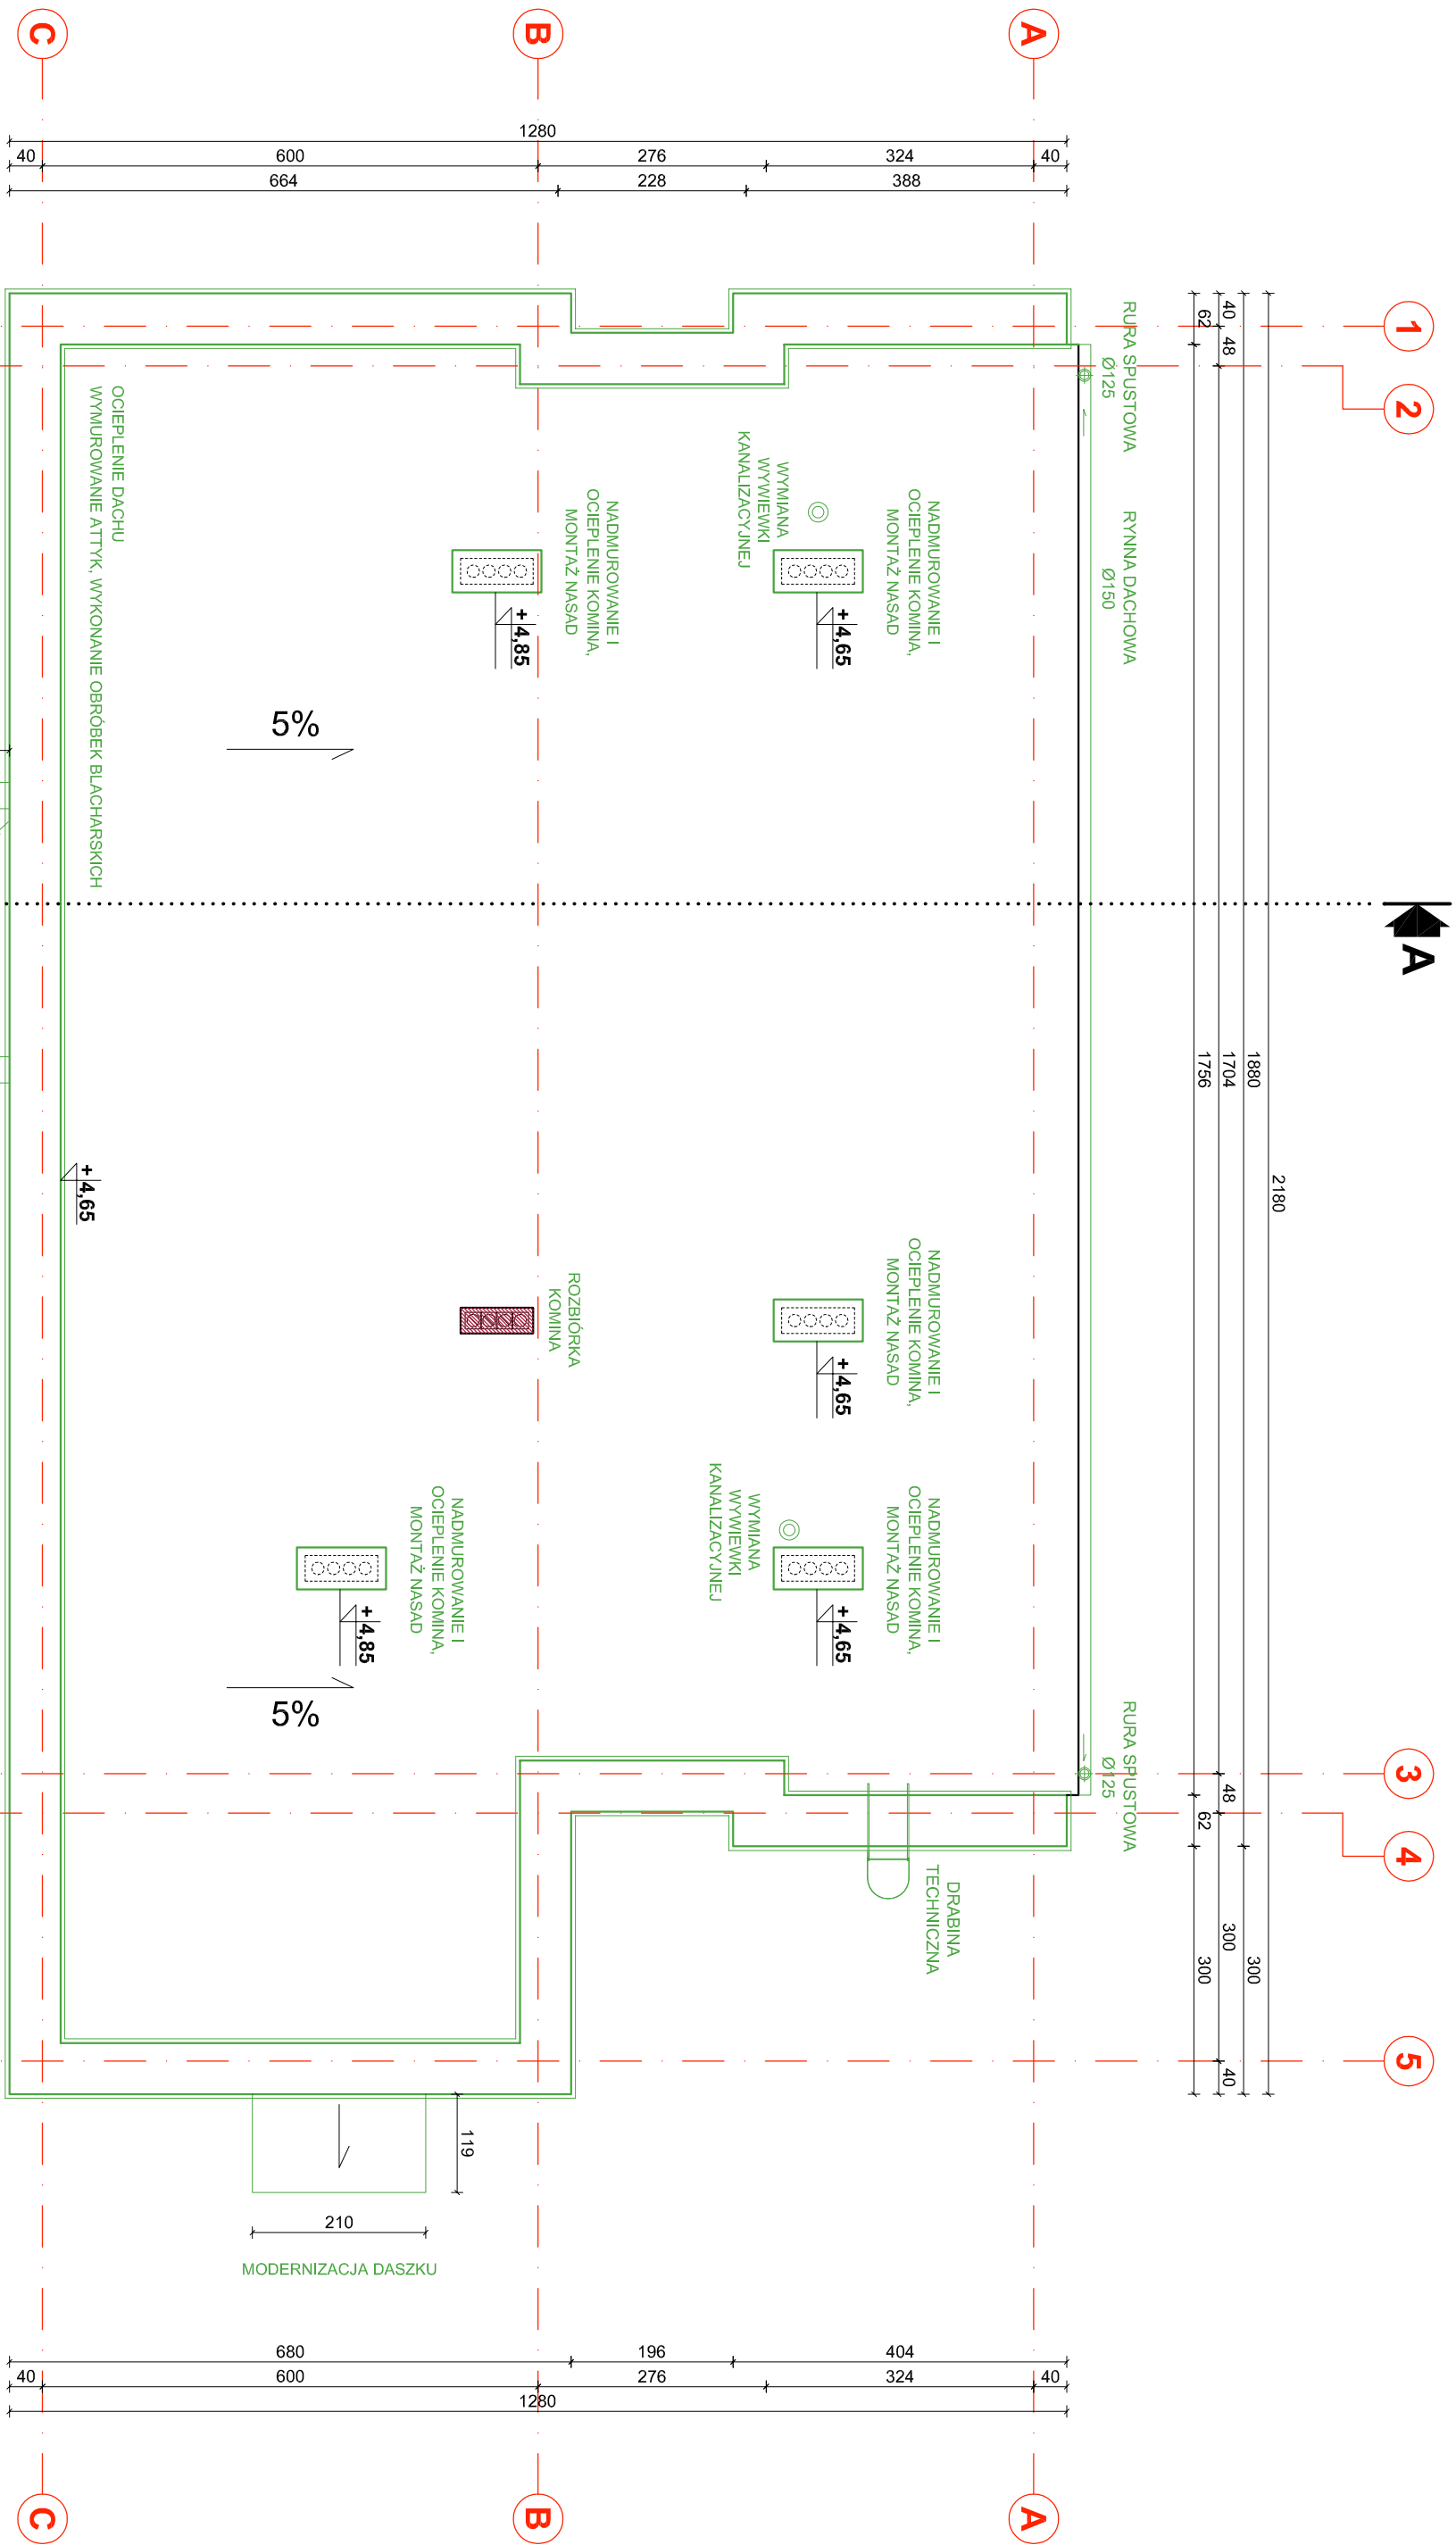 C
B
A
1280
40
600
276
324
40
664
228
388
1
2
3
4
5
A
2180
1880
300
40
48
1704
48
300
40
62
1756
62
300
RURA SPUSTOWA
Ø125
RYNNA DACHOWA
Ø150
RURA SPUSTOWA
Ø125
NADMUROWANIE I
OCIEPLENIE KOMINA,
MONTAŻ NASAD
+4,65
WYMIANA
WYWIEWKI
KANALIZACYJNEJ
NADMUROWANIE I
OCIEPLENIE KOMINA,
MONTAŻ NASAD
+4,85
OCIEPLENIE DACHU
WYMUROWANIE ATTYK, WYKONANIE OBRÓBEK BLACHARSKICH
5%
NADMUROWANIE I
OCIEPLENIE KOMINA,
MONTAŻ NASAD
+4,65
ROZBIÓRKA
KOMINA
+4,65
NADMUROWANIE I
OCIEPLENIE KOMINA,
MONTAŻ NASAD
+4,65
WYMIANA
WYWIEWKI
KANALIZACYJNEJ
NADMUROWANIE I
OCIEPLENIE KOMINA,
MONTAŻ NASAD
+4,85
5%
DRABINA
TECHNICZNA
119
210
MODERNIZACJA DASZKU
680
196
404
40
600
276
324
40
1280
C
B
A